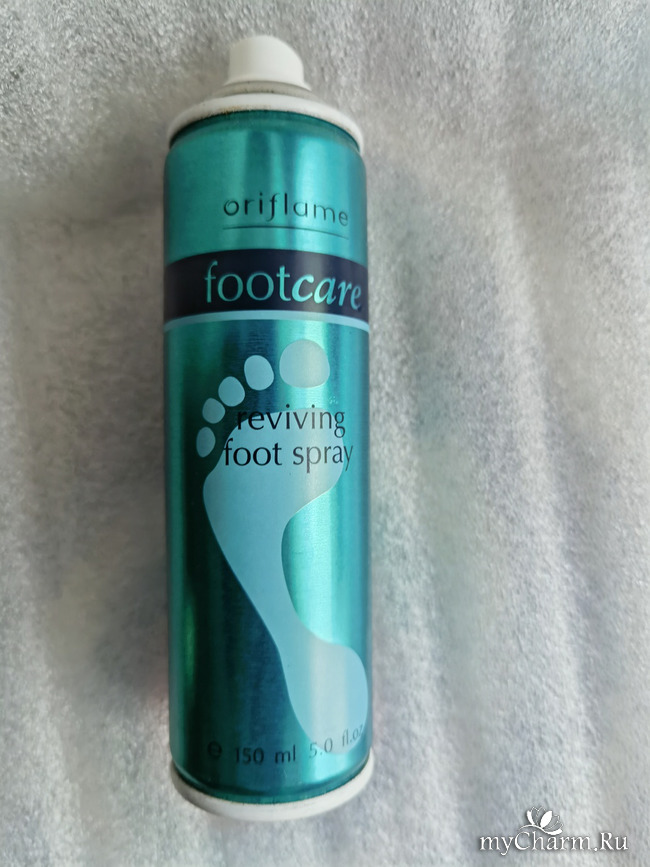 oriflame
footcare
reviving
foot spray
℮ 150 ml 5.0 fl.oz
myCharm.Ru